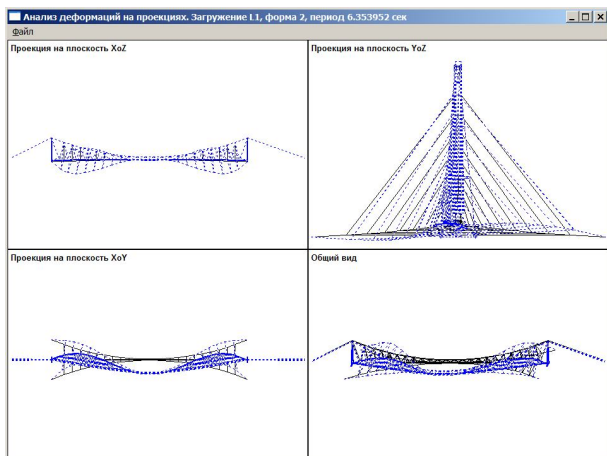 Анализ деформаций на проекциях. Загружение L1, форма 2, период 6.353952 сек
Файл
Проекция на плоскость XoZ
Проекция на плоскость YoZ
Проекция на плоскость XoY
Общий вид